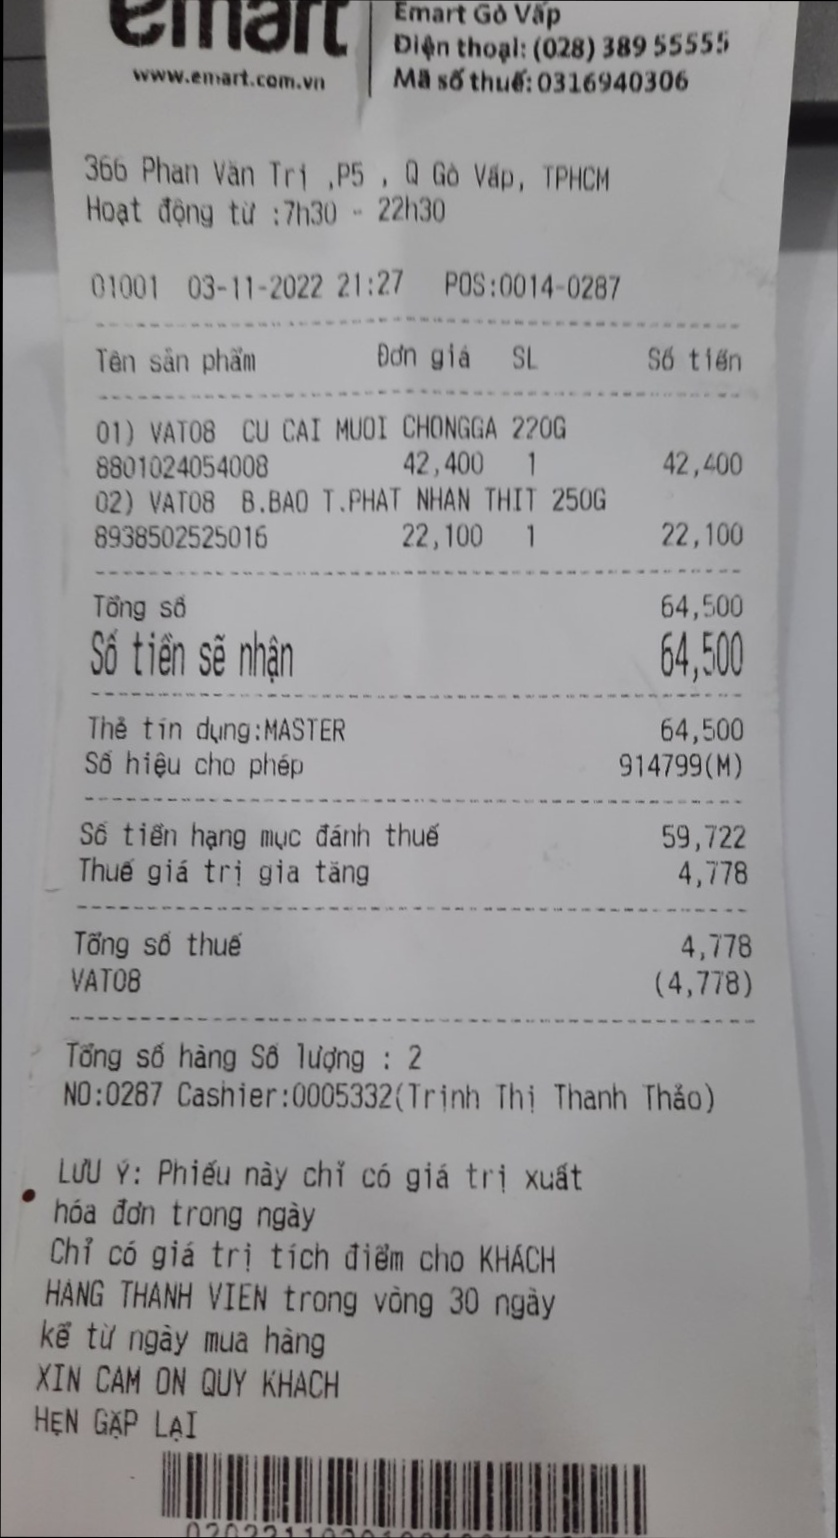 emart
Emart Gò Vấp
Điện thoại: (028) 389 55555
www.emart.com.vn
Mã số thuế: 0316940306
366 Phan Văn Trị ,P5 , Q Gò Vấp, TPHCM
Hoạt động từ :7h30 - 22h30
01001 03-11-2022 21:27 POS:0014-0287
Tên sản phẩm Đơn giá SL Số tiền
01) VAT08 CU CAI MUOI CHONGGA 220G
8801024054008 42,400 1 42,400
02) VAT08 B.BAO T.PHAT NHAN THIT 250G
8938502525016 22,100 1 22,100
Tổng số 64,500
Số tiền sẽ nhận 64,500
Thẻ tín dụng:MASTER 64,500
Số hiệu cho phép 914799(M)
Số tiền hạng mục đánh thuế 59,722
Thuế giá trị gia tăng 4,778
Tổng số thuế 4,778
VAT08 (4,778)
Tổng số hàng Số lượng : 2
NO:0287 Cashier:0005332(Trịnh Thị Thanh Thảo)
LƯU Ý: Phiếu này chỉ có giá trị xuất
hóa đơn trong ngày
Chỉ có giá trị tích điểm cho KHÁCH
HÀNG THÀNH VIÊN trong vòng 30 ngày
kể từ ngày mua hàng
XIN CAM ON QUY KHACH
HẸN GẶP LẠI